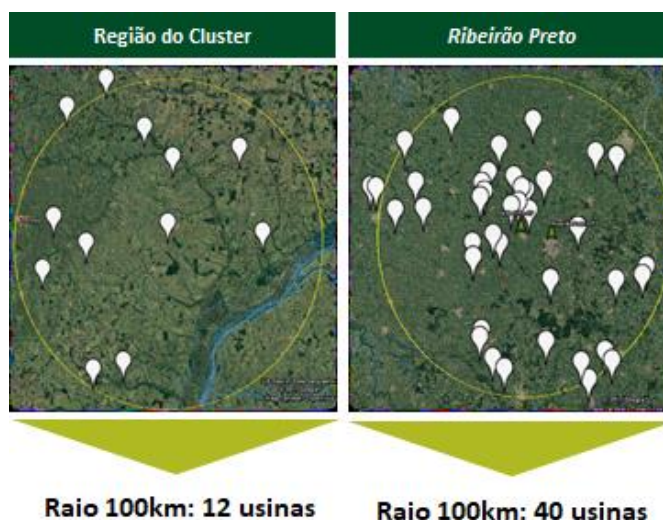 Região do Cluster
Ribeirão Preto
Raio 100km: 12 usinas
Raio 100km: 40 usinas